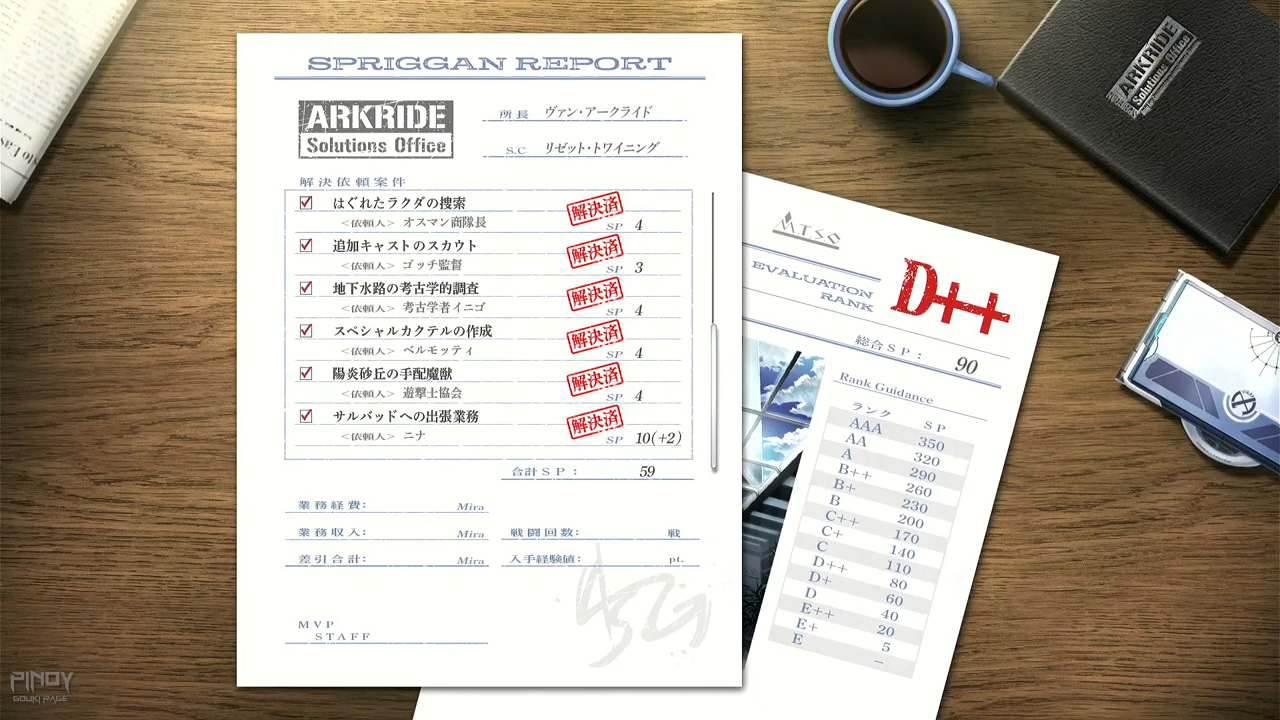 SPRIGGAN REPORT
ARKRIDE
Solutions Office
所長 ヴァン・アークライド
S.C リゼット・トワイニング
解決依頼案件
はぐれたラクダの捜索
<依頼人> オスマン商隊長
解決済
SP 4
追加キャストのスカウト
<依頼人> ゴッチ監督
解決済
SP 3
地下水路の考古学的調査
<依頼人> 考古学者イニゴ
解決済
SP 4
スペシャルカクテルの作成
<依頼人> ベルモッティ
解決済
SP 4
陽炎砂丘の手配魔獣
<依頼人> 遊撃士協会
解決済
SP 4
サルバッドへの出張業務
<依頼人> ニナ
解決済
SP 10(+2)
合計SP: 59
業務経費: Mira
業務収入: Mira
差引合計: Mira
戦闘回数: 戦
入手経験値: pt.
MVP
STAFF
MTSC
EVALUATION
RANK
D++
総合SP: 90
Rank Guidance
ランク SP
AAA 350
AA 320
A 290
B++ 260
B+ 230
B 200
C++ 170
C+ 140
C 110
D++ 80
D+ 60
D 40
E++ 20
E+ 5
E –
ARKRIDE
Solutions Office
PINOY
GOUKI RAGE